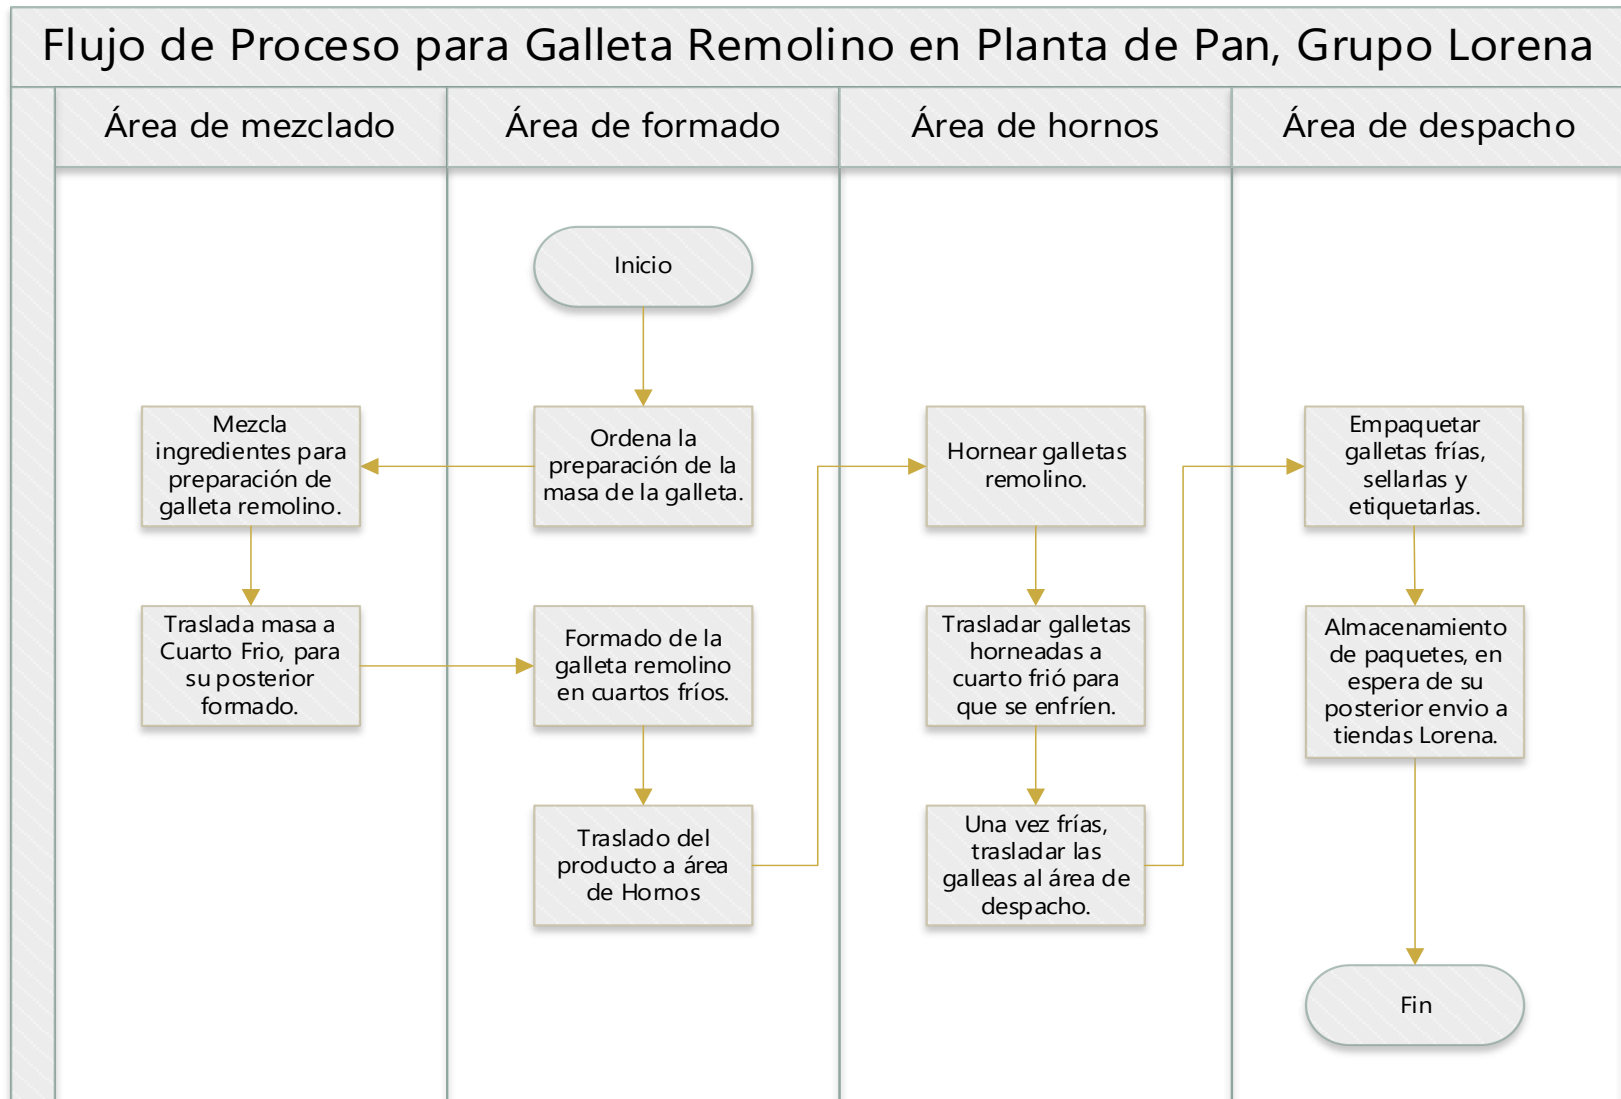 Flujo de Proceso para Galleta Remolino en Planta de Pan, Grupo Lorena
Área de mezclado
Área de formado
Área de hornos
Área de despacho
Inicio
Mezcla
ingredientes para
preparación de
galleta remolino.
Ordena la
preparación de la
masa de la galleta.
Hornear galletas
remolino.
Empaquetar
galletas frías,
sellarlas y
etiquetarlas.
Traslada masa a
Cuarto Frio, para
su posterior
formado.
Formado de la
galleta remolino
en cuartos fríos.
Trasladar galletas
horneadas a
cuarto frió para
que se enfríen.
Almacenamiento
de paquetes, en
espera de su
posterior envio a
tiendas Lorena.
Traslado del
producto a área
de Hornos
Una vez frías,
trasladar las
galleas al área de
despacho.
Fin